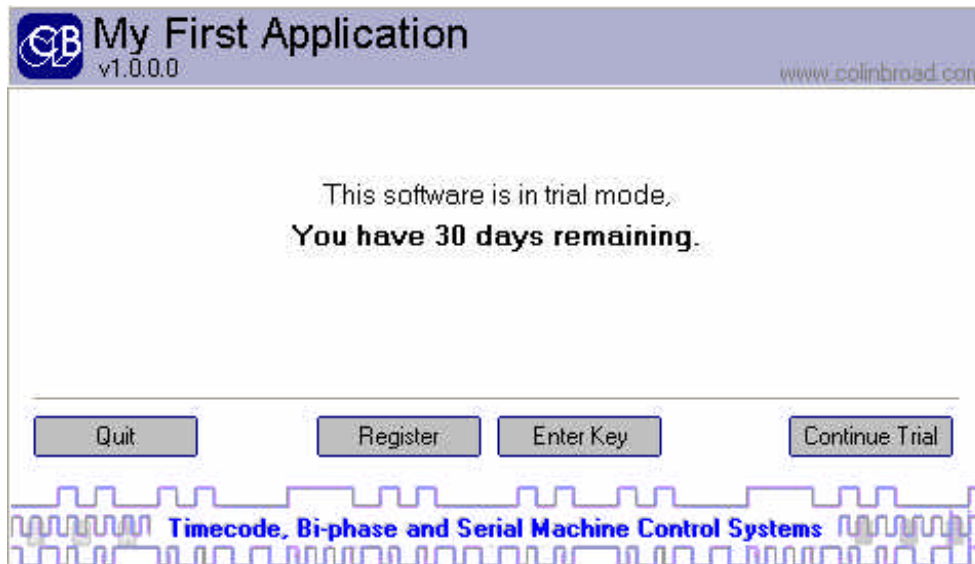 CB
My First Application
v1.0.0.0
www.colinbroad.com
This software is in trial mode,
You have 30 days remaining.
Quit
Register
Enter Key
Continue Trial
Timecode, Bi-phase and Serial Machine Control Systems